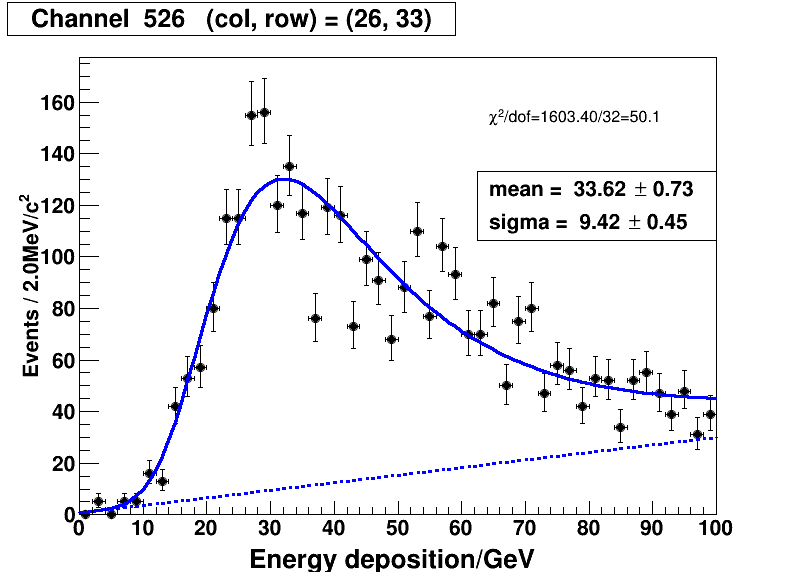 Channel 526 (col, row) = (26, 33)
χ²/dof=1603.40/32=50.1
mean = 33.62 ± 0.73
sigma = 9.42 ± 0.45
Events / 2.0MeV/c²
160
140
120
100
80
60
40
20
0
0 10 20 30 40 50 60 70 80 90 100
Energy deposition/GeV